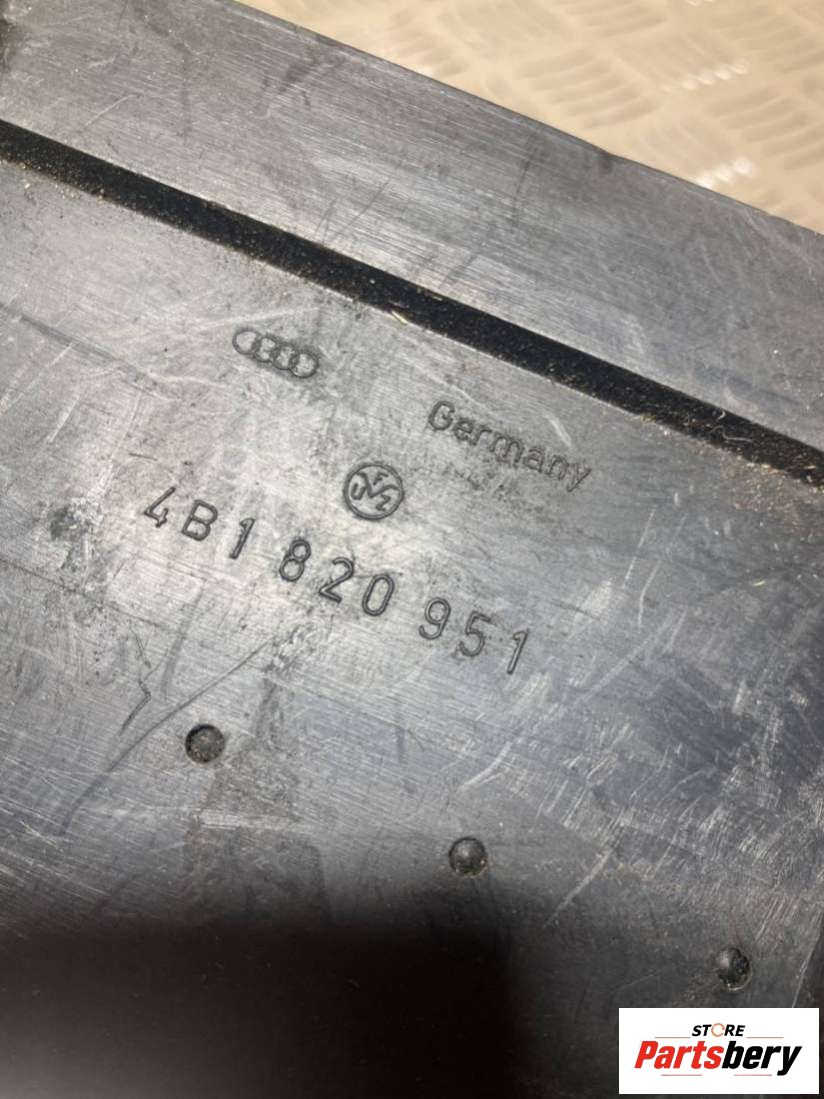 Germany
4B1 820 951
STORE
Partsbery